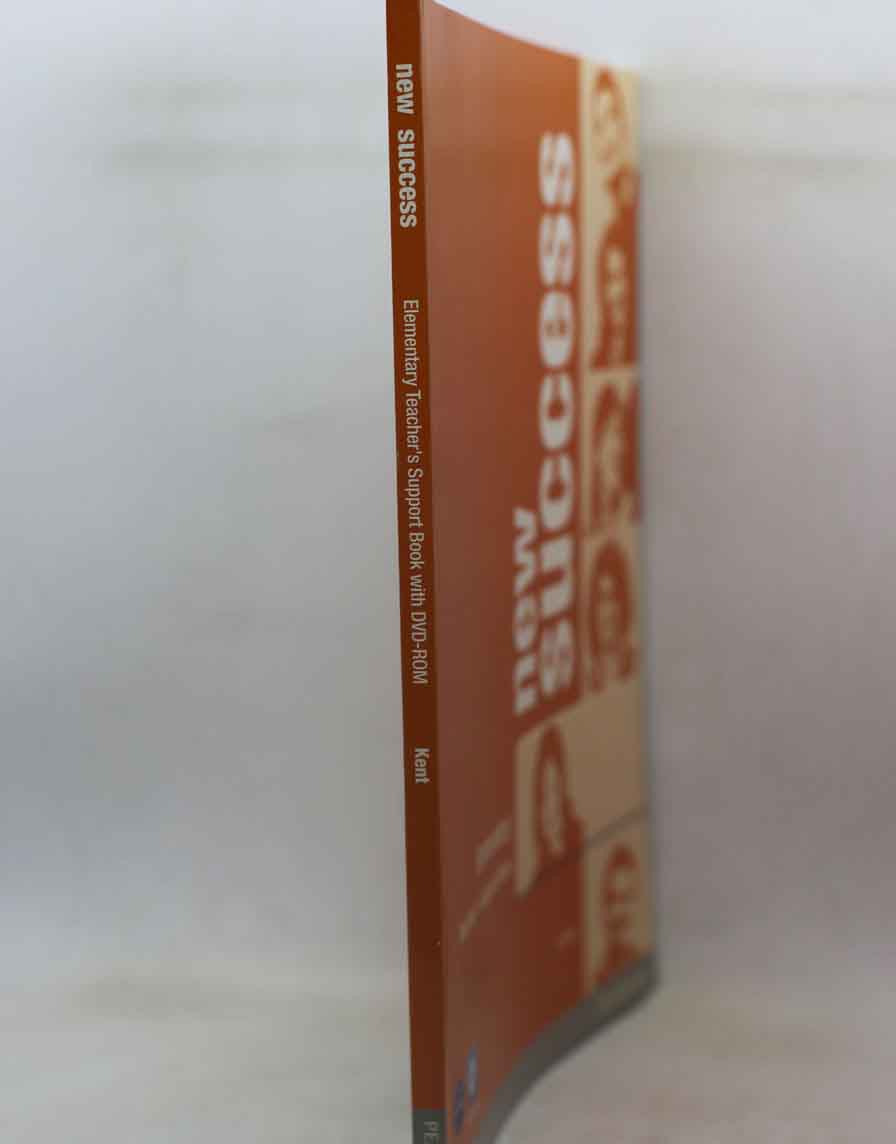 new success
Elementary Teacher's Support Book with DVD-ROM
Kent
new
success